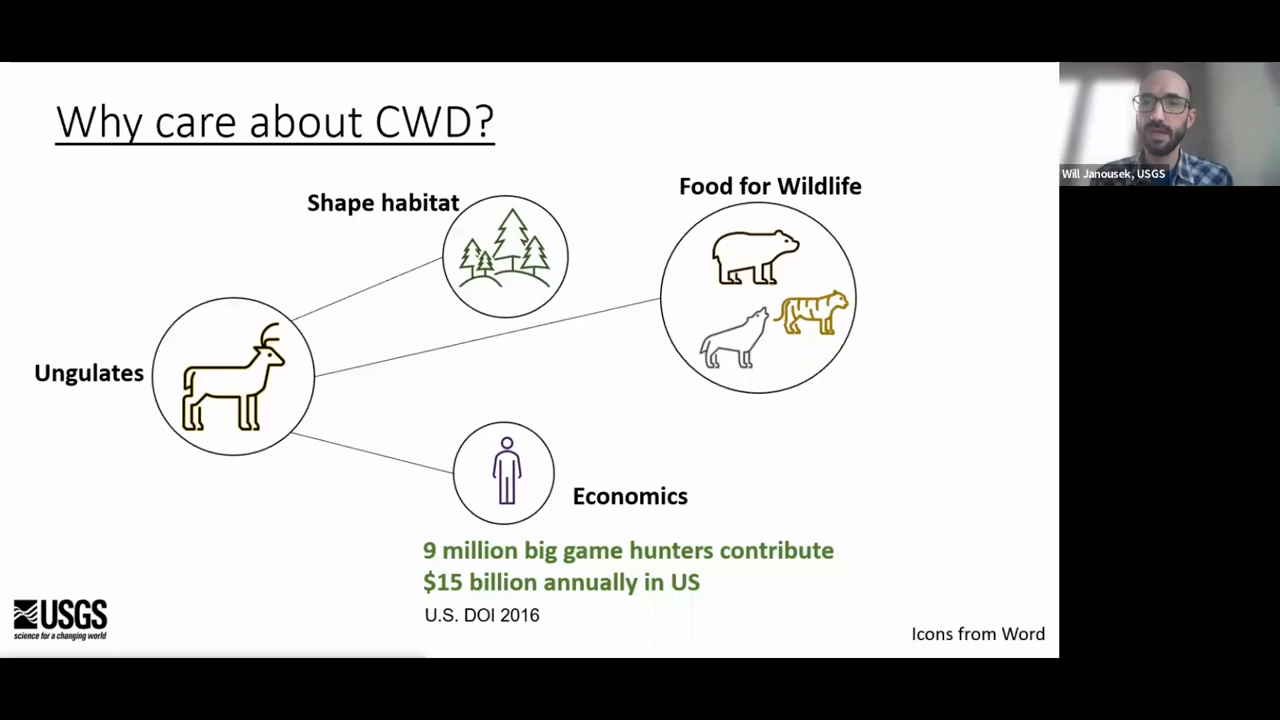 Why care about CWD?
Shape habitat
Food for Wildlife
Ungulates
Economics
9 million big game hunters contribute
$15 billion annually in US
U.S. DOI 2016
USGS
science for a changing world
Icons from Word
Will Janousek, USGS